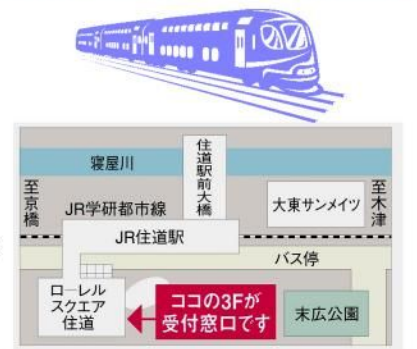 寝屋川
住道駅前大橋
至京橋
JR学研都市線
大東サンメイツ
至木津
JR住道駅
バス停
ローレル
スクエア
住道
ココの3Fが
受付窓口です
末広公園